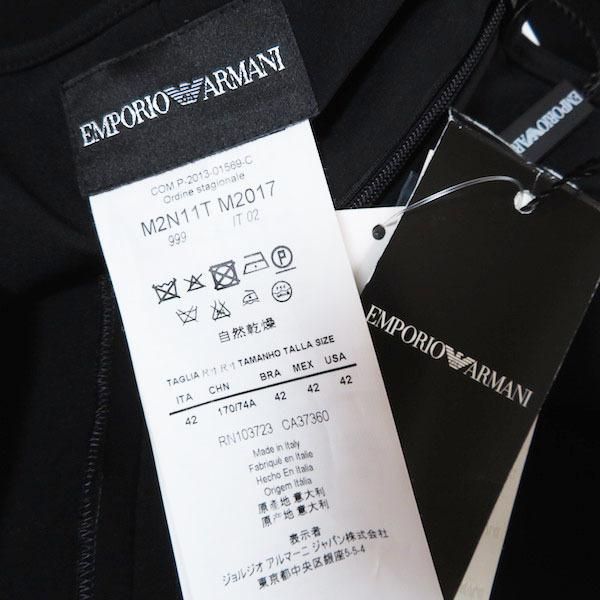 EMPORIO ARMANI
COM P-2013-01569-C
Ordine stagionale
M2N11T M2017
999 IT 02
自然乾燥
TAGLIA TAMANHO TALLA SIZE
ITA CHN BRA MEX USA
42 170/74A 42 42 42
RN103723 CA37360
Made in Italy
Fabriqué en Italie
Hecho En Italia
Origem Itália
原産地 意大利
原产地 意大利
表示者
ジョルジオ アルマーニ ジャパン株式会社
東京都中央区銀座5-5-4
EMPORIO ARMANI
EMPORIO